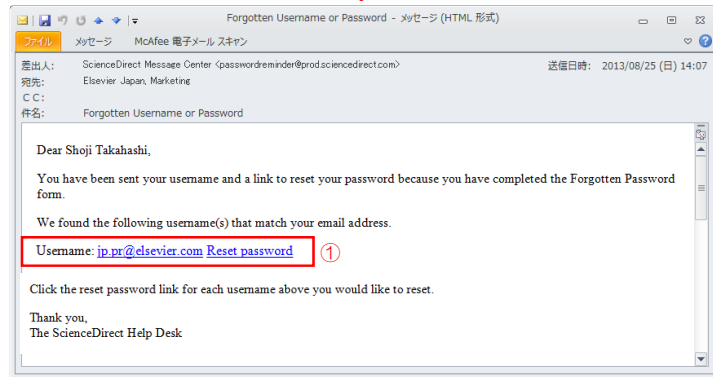 Forgotten Username or Password - メッセージ (HTML 形式)
ファイル メッセージ McAfee 電子メール スキャン
差出人: ScienceDirect Message Center <passwordreminder@prod.sciencedirect.com> 送信日時: 2013/08/25 (日) 14:07
宛先: Elsevier Japan, Marketing
CC:
件名: Forgotten Username or Password
Dear Shoji Takahashi,
You have been sent your username and a link to reset your password because you have completed the Forgotten Password
form.
We found the following username(s) that match your email address.
Username: jp.pr@elsevier.com Reset password ①
Click the reset password link for each username above you would like to reset.
Thank you,
The ScienceDirect Help Desk